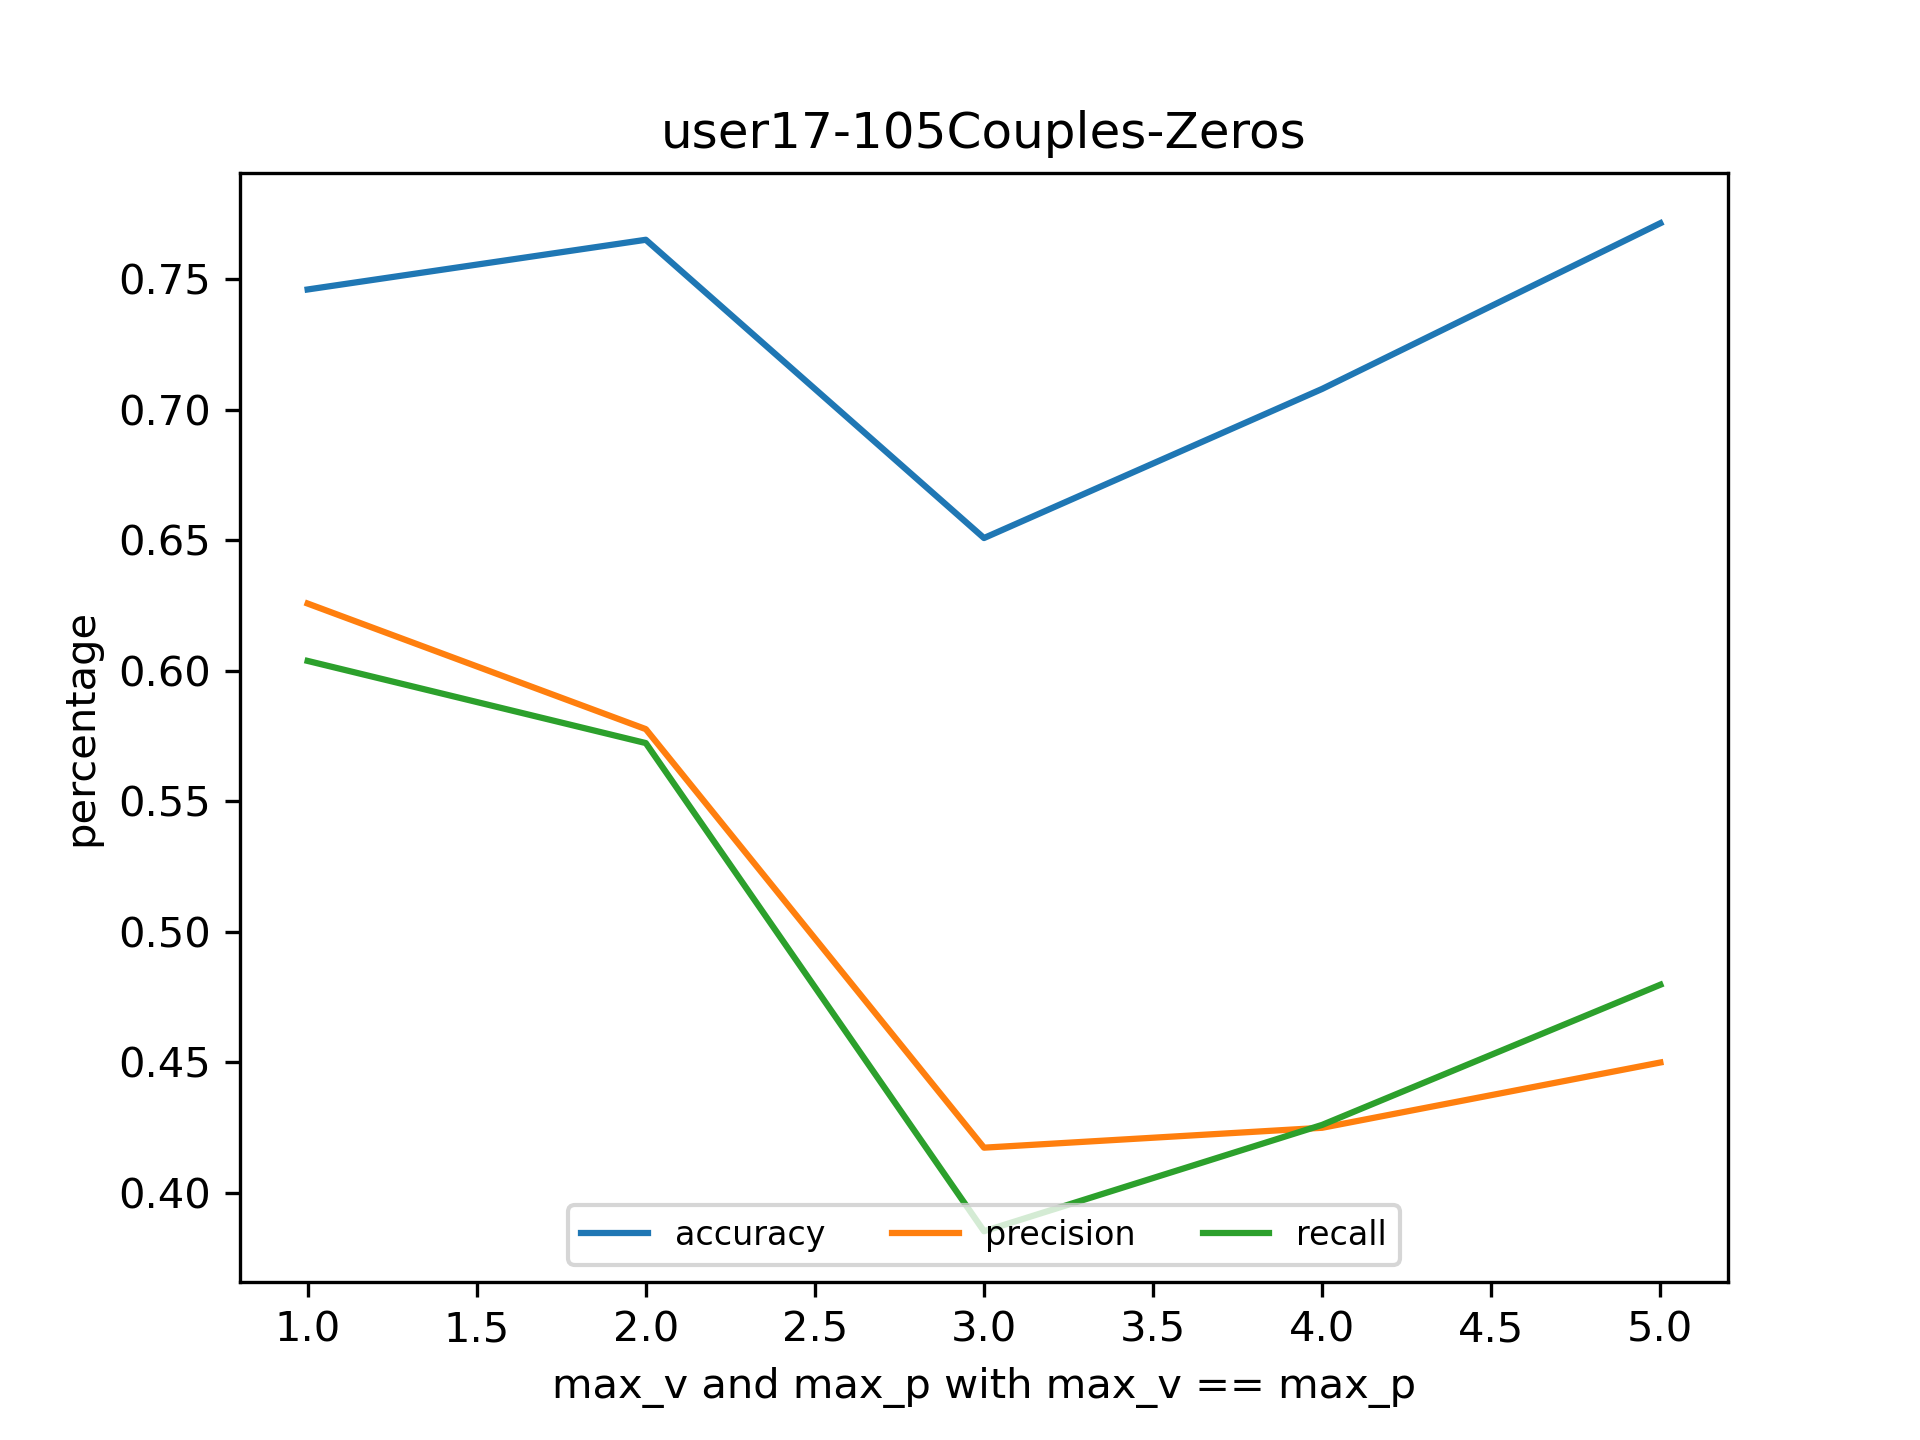 user17-105Couples-Zeros
percentage
0.75
0.70
0.65
0.60
0.55
0.50
0.45
0.40
accuracy precision recall
1.0 1.5 2.0 2.5 3.0 3.5 4.0 4.5 5.0
max_v and max_p with max_v == max_p